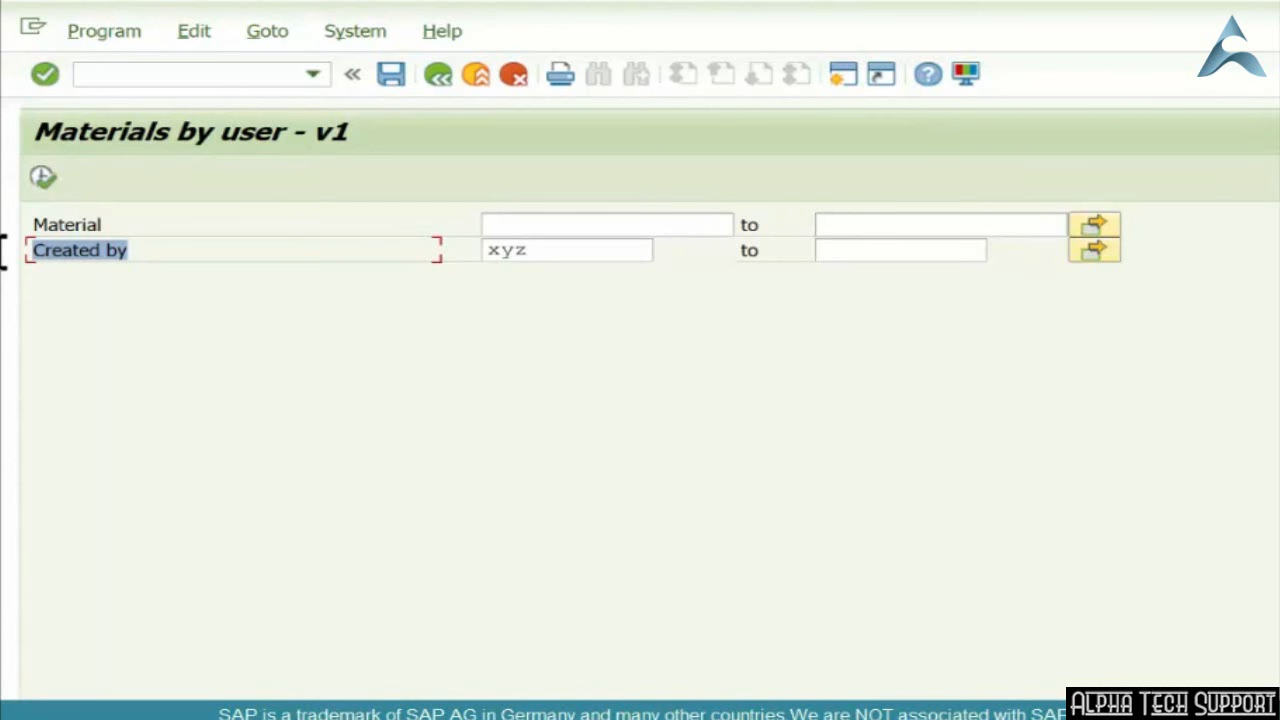 Program Edit Goto System Help
Materials by user - v1
Material to
Created by xyz to
SAP is a trademark of SAP AG in Germany and many other countries.We are NOT associated with SAP
Alpha Tech Support